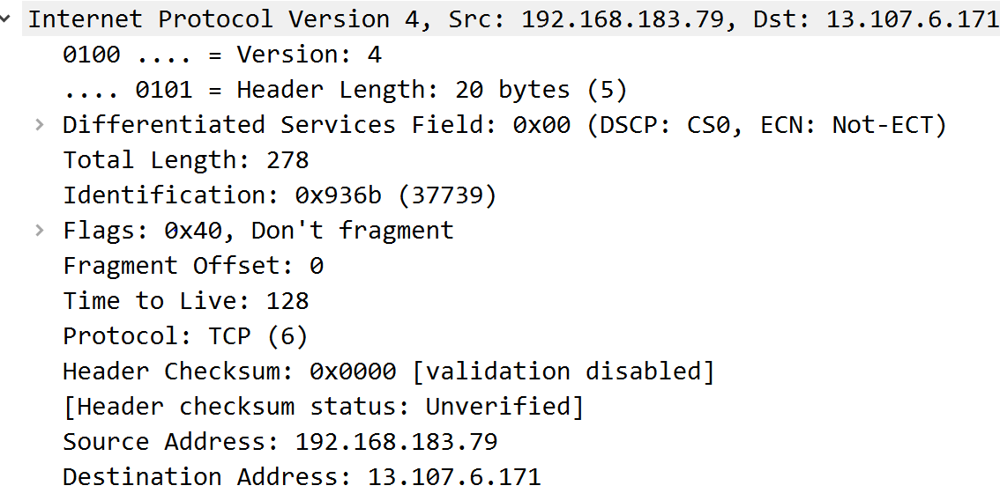 Internet Protocol Version 4, Src: 192.168.183.79, Dst: 13.107.6.171
0100 .... = Version: 4
.... 0101 = Header Length: 20 bytes (5)
Differentiated Services Field: 0x00 (DSCP: CS0, ECN: Not-ECT)
Total Length: 278
Identification: 0x936b (37739)
Flags: 0x40, Don't fragment
Fragment Offset: 0
Time to Live: 128
Protocol: TCP (6)
Header Checksum: 0x0000 [validation disabled]
[Header checksum status: Unverified]
Source Address: 192.168.183.79
Destination Address: 13.107.6.171